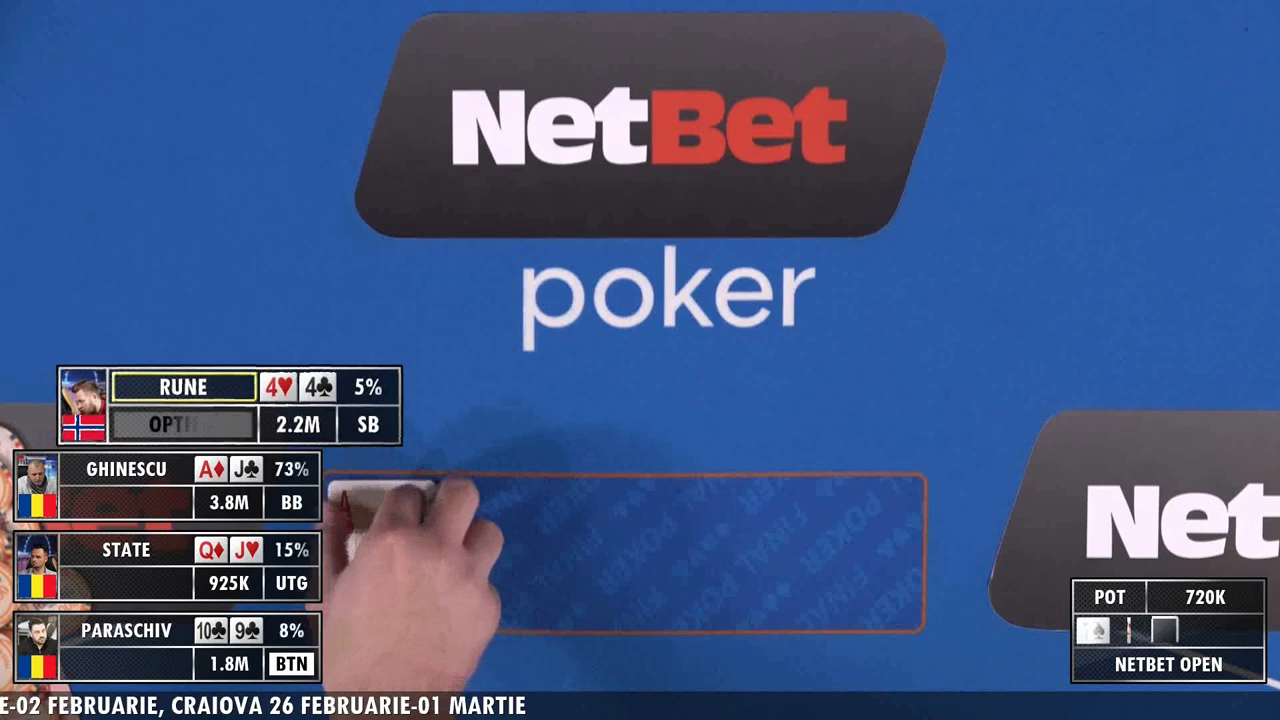 NetBet
poker
RUNE 4♥ 4♣ 5%
2.2M SB
GHINESCU A♦ J♣ 73%
3.8M BB
STATE Q♦ J♥ 15%
925K UTG
PARASCHIV 10♣ 9♣ 8%
1.8M BTN
Net
POT 720K
NETBET OPEN
E-02 FEBRUARIE, CRAIOVA 26 FEBRUARIE-01 MARTIE